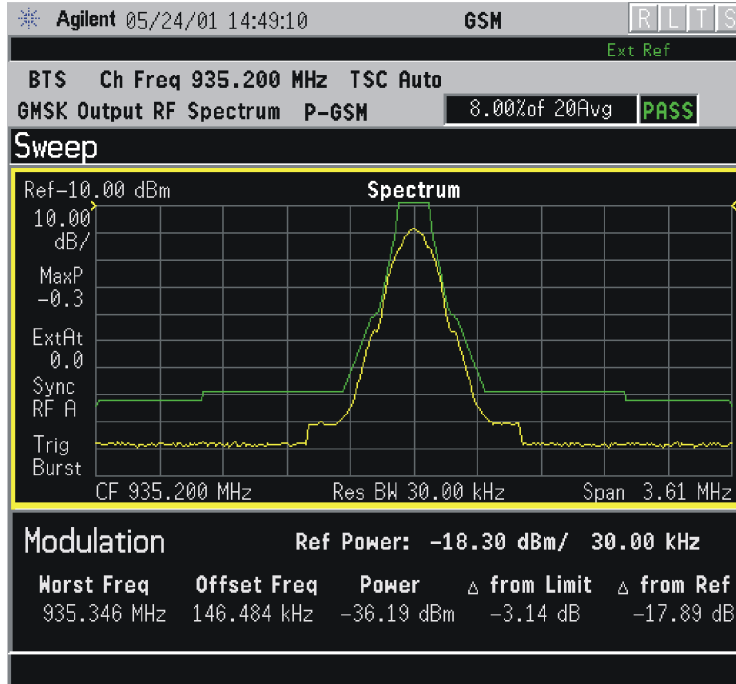 Agilent 05/24/01 14:49:10 GSM R L T S
Ext Ref
BTS Ch Freq 935.200 MHz TSC Auto
GMSK Output RF Spectrum P-GSM 8.00%of 20Avg PASS
Sweep
Ref-10.00 dBm Spectrum
10.00
dB/
MaxP
-0.3
ExtAt
0.0
Sync
RF A
Trig
Burst
CF 935.200 MHz Res BW 30.00 kHz Span 3.61 MHz
Modulation Ref Power: -18.30 dBm/ 30.00 kHz
Worst Freq Offset Freq Power △ from Limit △ from Ref
935.346 MHz 146.484 kHz -36.19 dBm -3.14 dB -17.89 dB